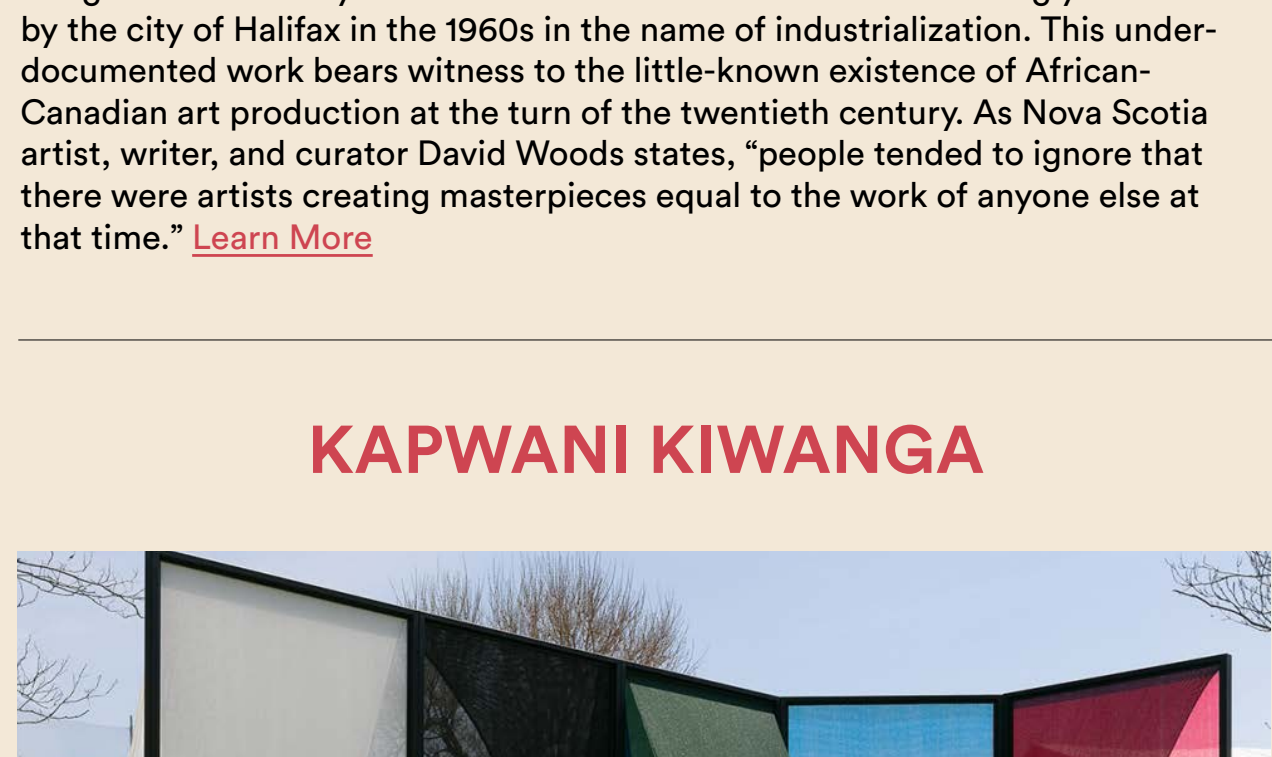 by the city of Halifax in the 1960s in the name of industrialization. This under-
documented work bears witness to the little-known existence of African-
Canadian art production at the turn of the twentieth century. As Nova Scotia
artist, writer, and curator David Woods states, “people tended to ignore that
there were artists creating masterpieces equal to the work of anyone else at
that time.” Learn More
KAPWANI KIWANGA